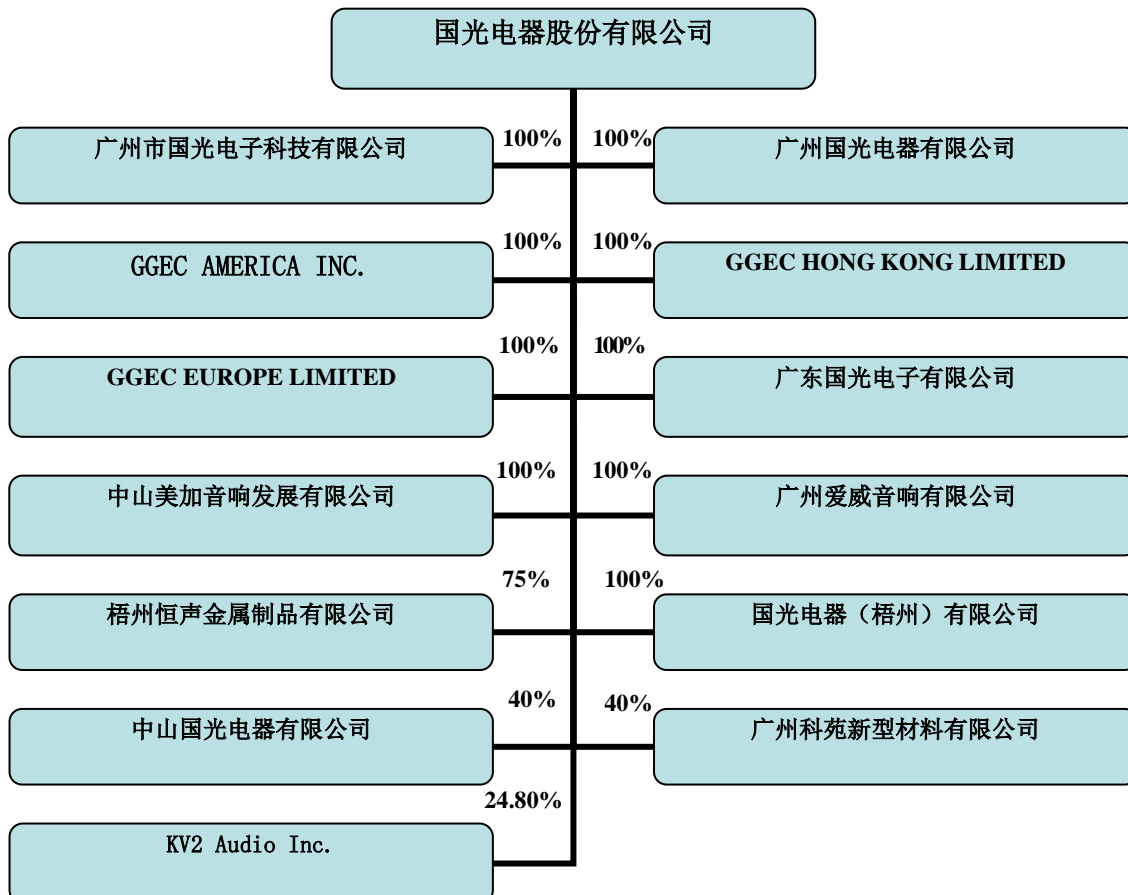 国光电器股份有限公司
100% 100%
广州市国光电子科技有限公司 广州国光电器有限公司
100% 100%
GGEC AMERICA INC. GGEC HONG KONG LIMITED
100% 100%
GGEC EUROPE LIMITED 广东国光电子有限公司
100% 100%
中山美加音响发展有限公司 广州爱威音响有限公司
75% 100%
梧州恒声金属制品有限公司 国光电器（梧州）有限公司
40% 40%
中山国光电器有限公司 广州科苑新型材料有限公司
24.80%
KV2 Audio Inc.